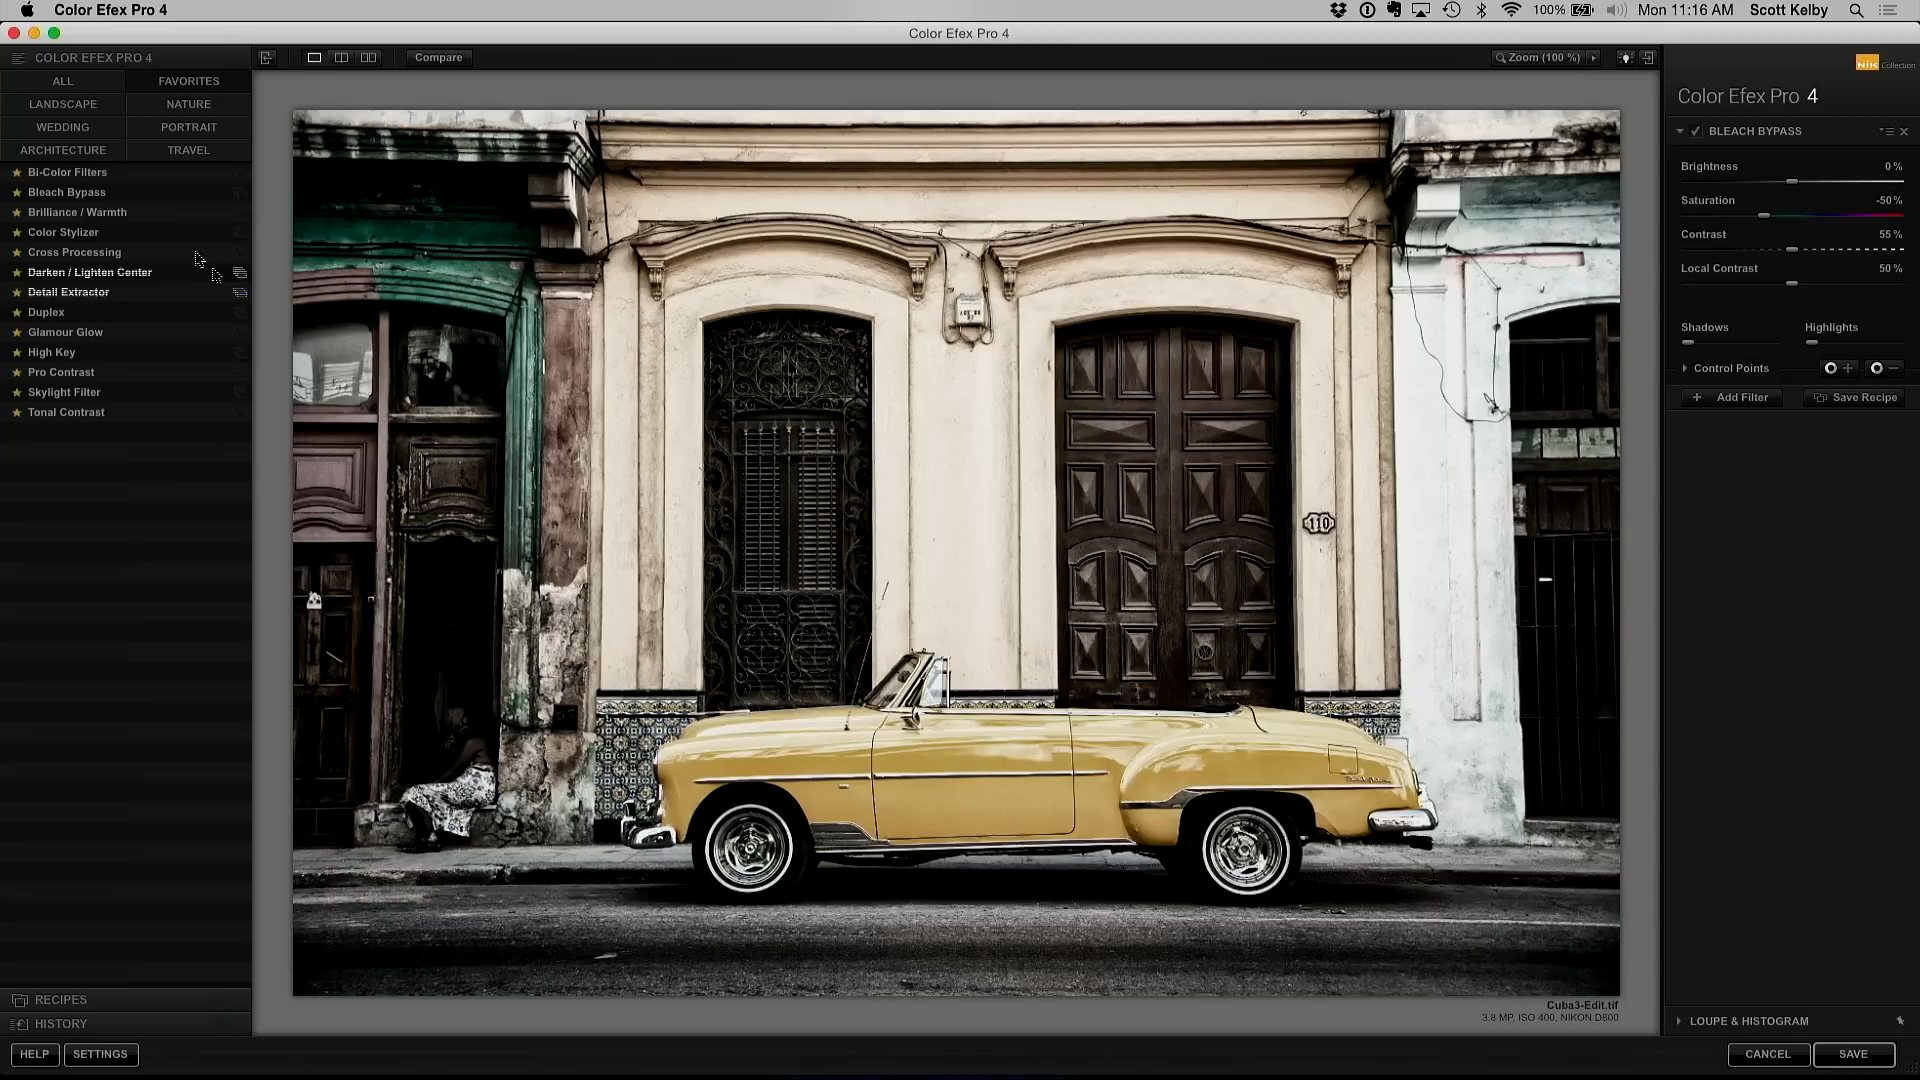 Color Efex Pro 4
100%
Mon 11:16 AM
Scott Kelby
Color Efex Pro 4
COLOR EFEX PRO 4
Compare
Zoom (100 %)
ALL
FAVORITES
LANDSCAPE
NATURE
WEDDING
PORTRAIT
ARCHITECTURE
TRAVEL
Bi-Color Filters
Bleach Bypass
Brilliance / Warmth
Color Stylizer
Cross Processing
Darken / Lighten Center
Detail Extractor
Duplex
Glamour Glow
High Key
Pro Contrast
Skylight Filter
Tonal Contrast
RECIPES
HISTORY
HELP
SETTINGS
110
Cuba3-Edit.tif
3.8 MP, ISO 400, NIKON D800
Nik Collection
Color Efex Pro 4
BLEACH BYPASS
Brightness 0 %
Saturation -50 %
Contrast 55 %
Local Contrast 50 %
Shadows
Highlights
Control Points
Add Filter
Save Recipe
LOUPE & HISTOGRAM
CANCEL
SAVE